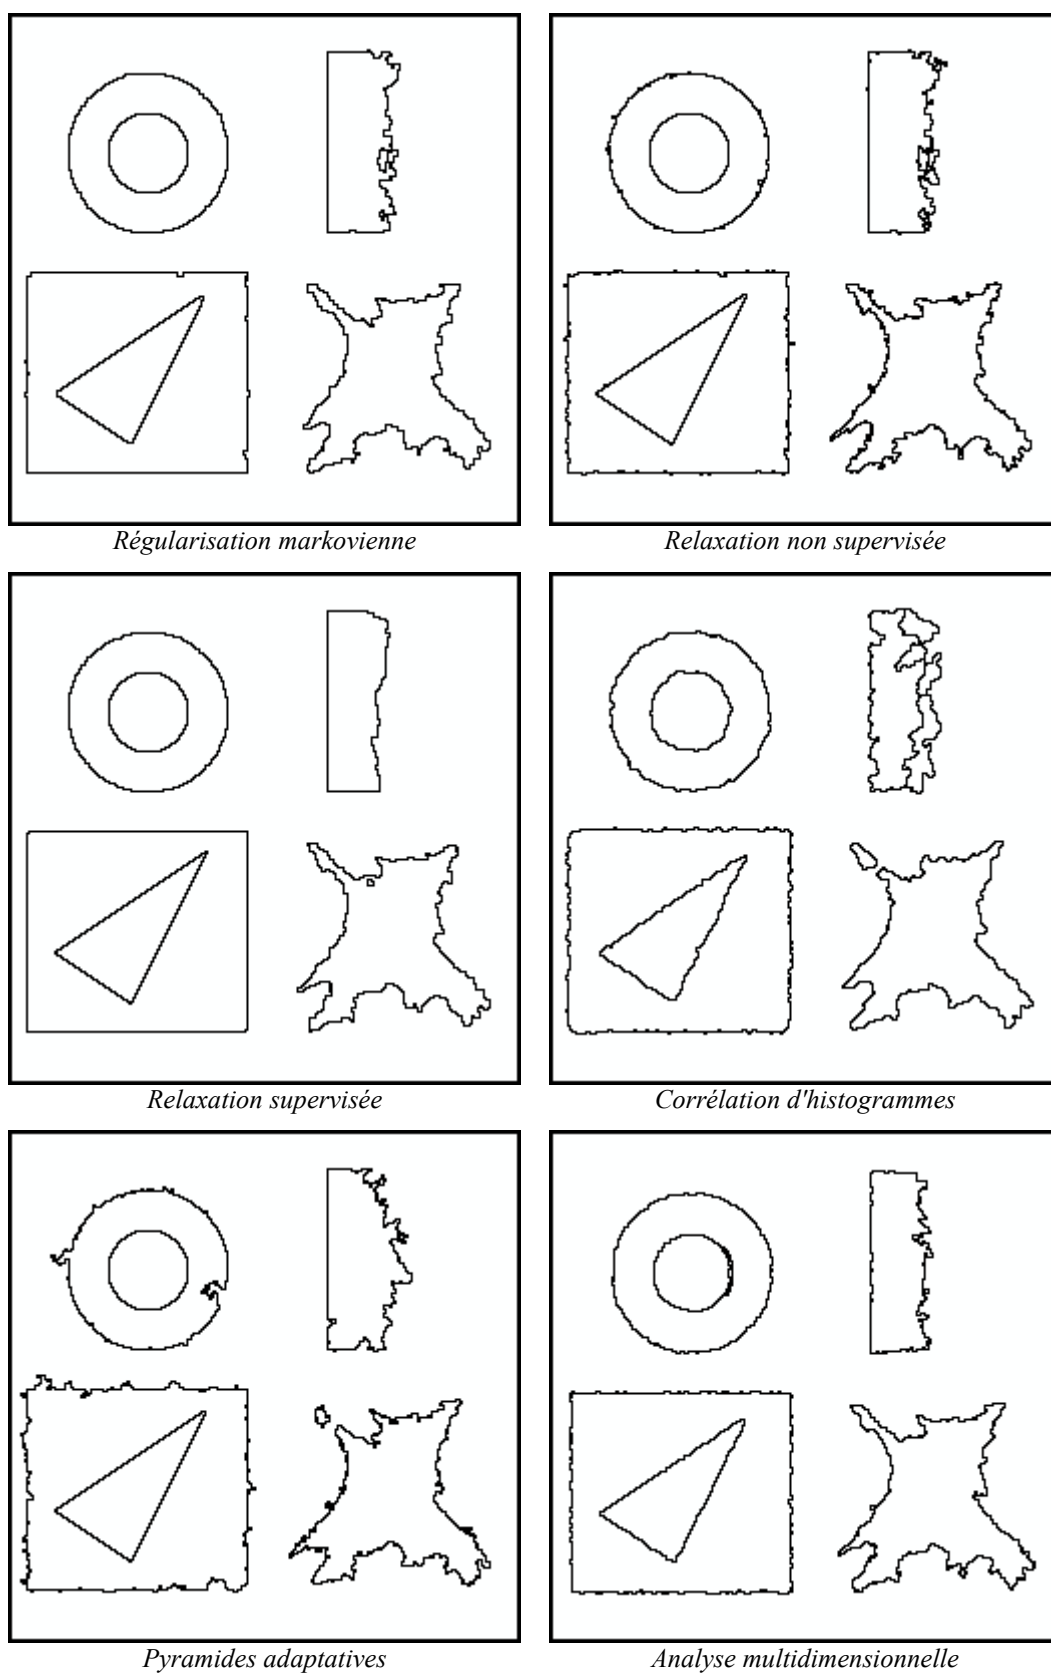 Régularisation markovienne
Relaxation non supervisée
Relaxation supervisée
Corrélation d'histogrammes
Pyramides adaptatives
Analyse multidimensionnelle